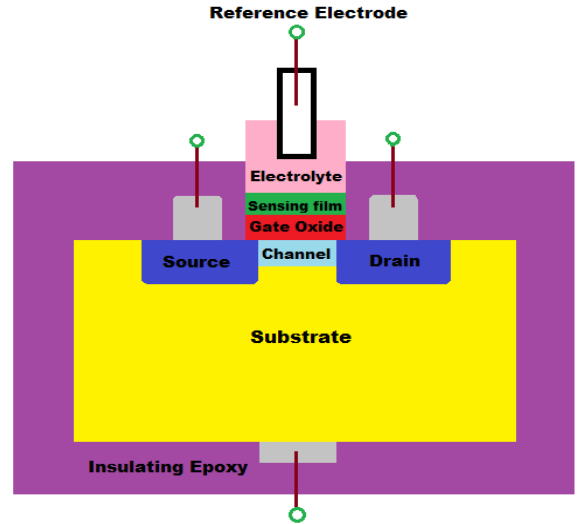 Reference Electrode
Electrolyte
Sensing film
Gate Oxide
Source
Channel
Drain
Substrate
Insulating Epoxy